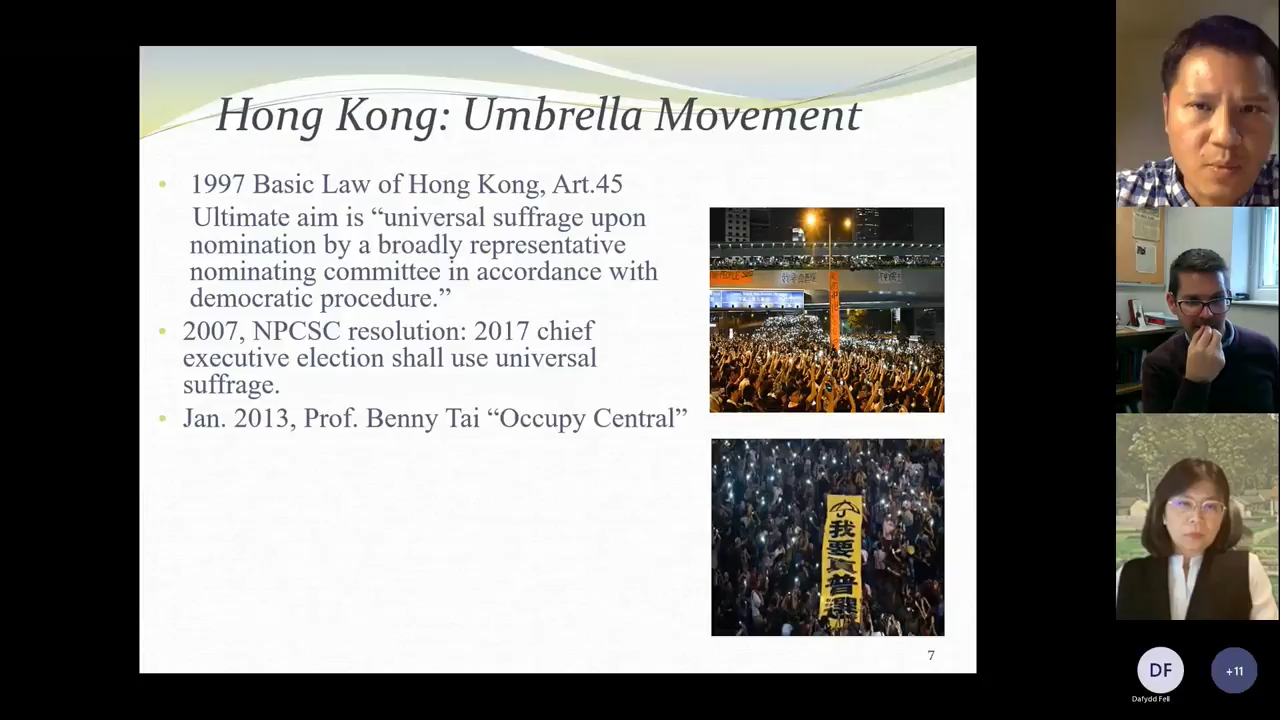 Hong Kong: Umbrella Movement
• 1997 Basic Law of Hong Kong, Art.45
Ultimate aim is “universal suffrage upon
nomination by a broadly representative
nominating committee in accordance with
democratic procedure.”
• 2007, NPCSC resolution: 2017 chief
executive election shall use universal
suffrage.
• Jan. 2013, Prof. Benny Tai “Occupy Central”
我要真普選
7
DF
+11
Dafydd Fell